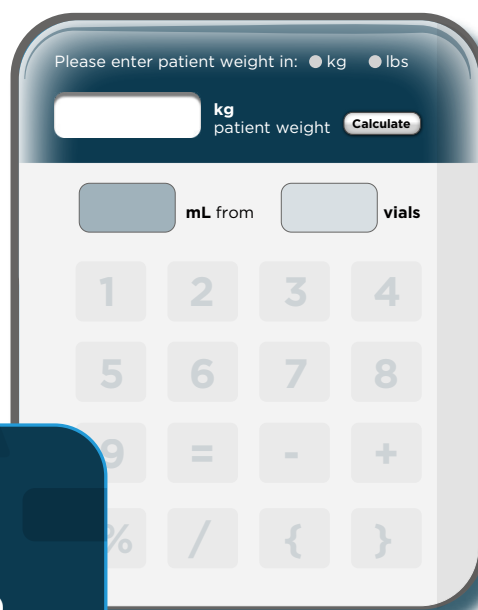 Please enter patient weight in: kg lbs
kg
patient weight Calculate
mL from vials
1 2 3 4
5 6 7 8
9 = - +
% / { }